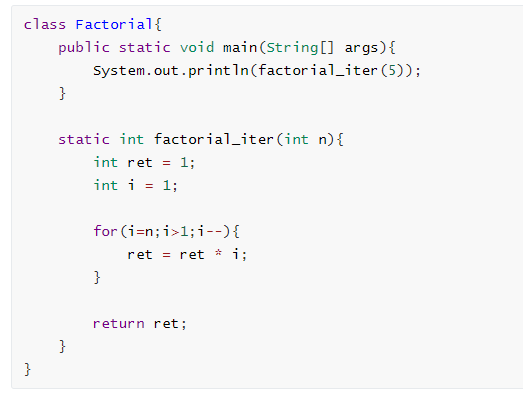 class Factorial{
    public static void main(String[] args){
        System.out.println(factorial_iter(5));
    }

    static int factorial_iter(int n){
        int ret = 1;
        int i = 1;

        for(i=n;i>1;i--){
            ret = ret * i;
        }

        return ret;
    }
}